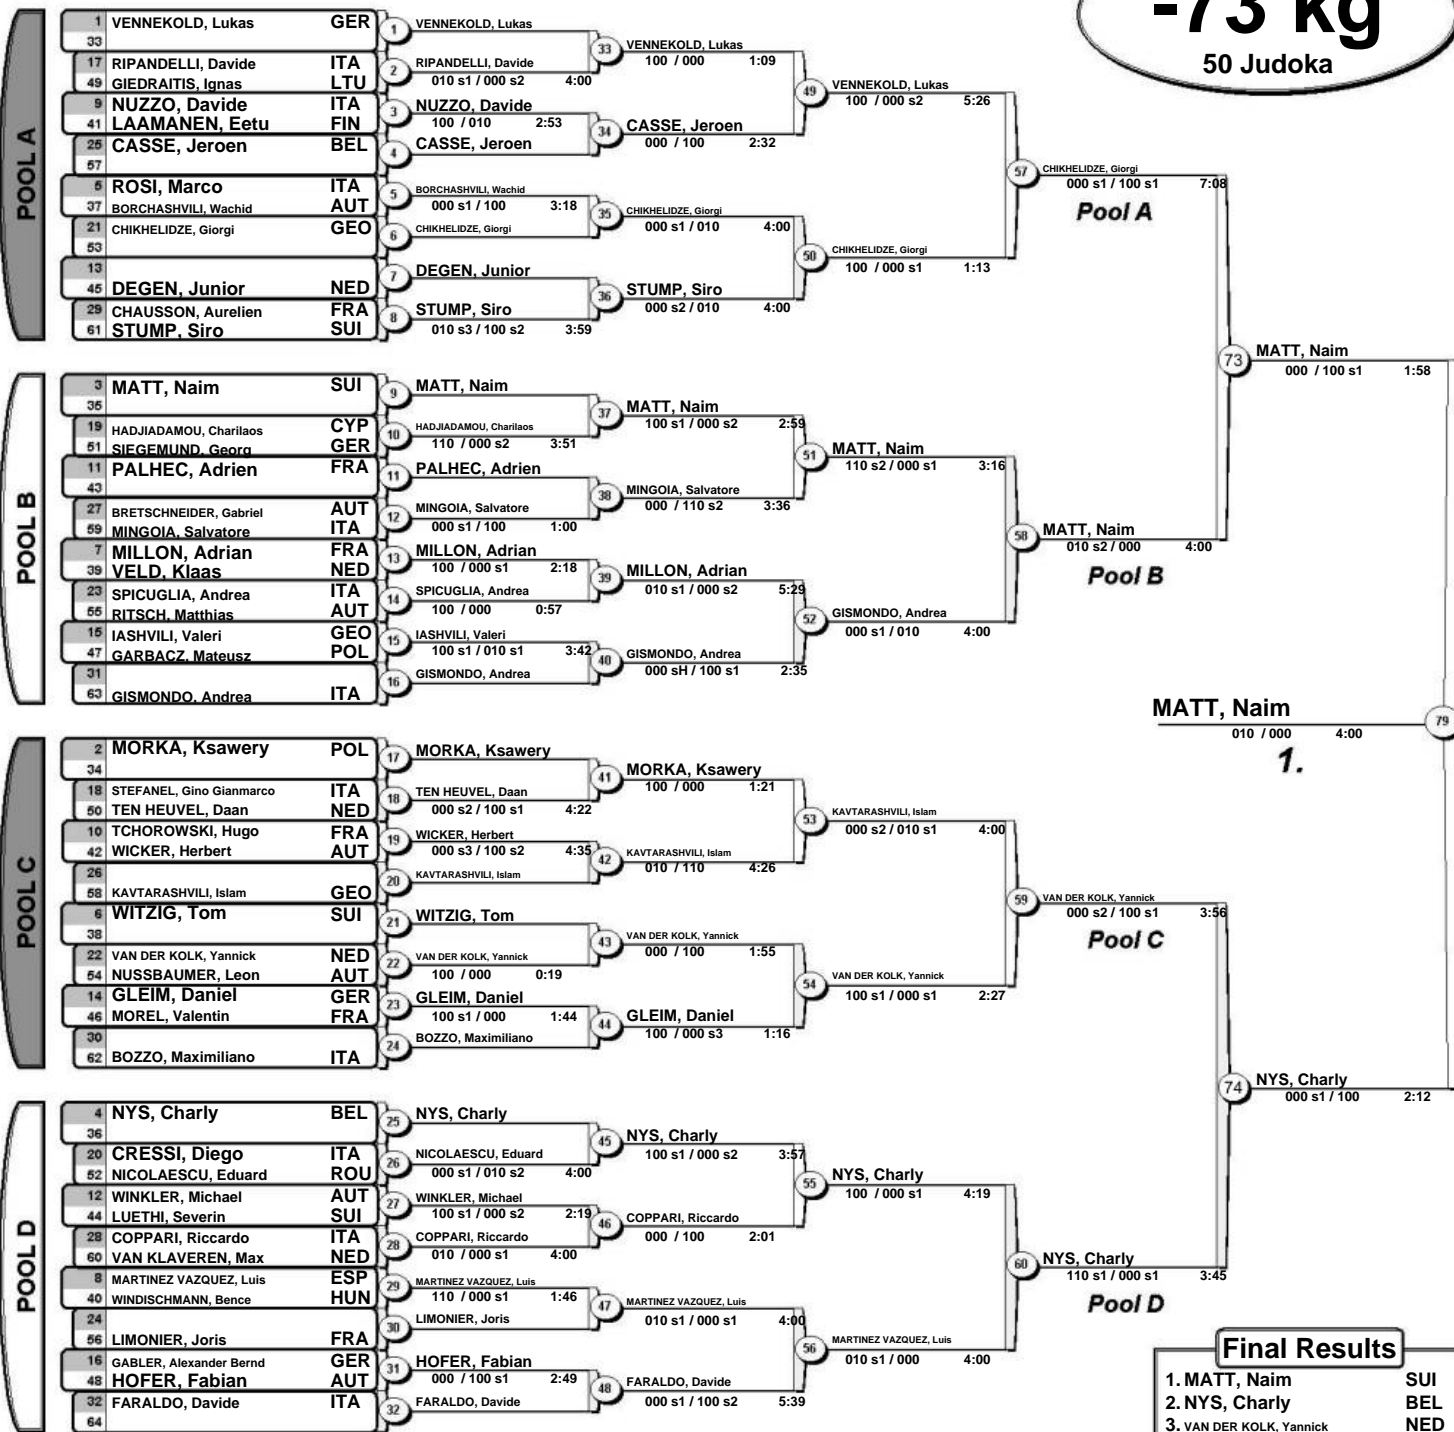 -73 kg
50 Judoka
POOL A
1 VENNEKOLD, Lukas GER
33
17 RIPANDELLI, Davide ITA
49 GIEDRAITIS, Ignas LTU
9 NUZZO, Davide ITA
41 LAAMANEN, Eetu FIN
25 CASSE, Jeroen BEL
57
5 ROSI, Marco ITA
37 BORCHASHVILI, Wachid AUT
21 CHIKHELIDZE, Giorgi GEO
53
13
45 DEGEN, Junior NED
29 CHAUSSON, Aurelien FRA
61 STUMP, Siro SUI
1 VENNEKOLD, Lukas
2 RIPANDELLI, Davide
010 s1 / 000 s2 4:00
3 NUZZO, Davide
100 / 010 2:53
4 CASSE, Jeroen
5 BORCHASHVILI, Wachid
000 s1 / 100 3:18
6 CHIKHELIDZE, Giorgi
7 DEGEN, Junior
8 STUMP, Siro
010 s3 / 100 s2 3:59
33 VENNEKOLD, Lukas
100 / 000 1:09
34 CASSE, Jeroen
000 / 100 2:32
35 CHIKHELIDZE, Giorgi
000 s1 / 010 4:00
36 STUMP, Siro
000 s2 / 010 4:00
49 VENNEKOLD, Lukas
100 / 000 s2 5:26
50 CHIKHELIDZE, Giorgi
100 / 000 s1 1:13
57 CHIKHELIDZE, Giorgi
000 s1 / 100 s1 7:08
Pool A
POOL B
3 MATT, Naim SUI
35
19 HADJIADAMOU, Charilaos CYP
51 SIEGEMUND, Georg GER
11 PALHEC, Adrien FRA
43
27 BRETSCHNEIDER, Gabriel AUT
59 MINGOIA, Salvatore ITA
7 MILLON, Adrian FRA
39 VELD, Klaas NED
23 SPICUGLIA, Andrea ITA
55 RITSCH, Matthias AUT
15 IASHVILI, Valeri GEO
47 GARBACZ, Mateusz POL
31
63 GISMONDO, Andrea ITA
9 MATT, Naim
10 HADJIADAMOU, Charilaos
110 / 000 s2 3:51
11 PALHEC, Adrien
12 MINGOIA, Salvatore
000 s1 / 100 1:00
13 MILLON, Adrian
100 / 000 s1 2:18
14 SPICUGLIA, Andrea
100 / 000 0:57
15 IASHVILI, Valeri
100 s1 / 010 s1 3:42
16 GISMONDO, Andrea
37 MATT, Naim
100 s1 / 000 s2 2:59
38 MINGOIA, Salvatore
000 / 110 s2 3:36
39 MILLON, Adrian
010 s1 / 000 s2 5:29
40 GISMONDO, Andrea
000 sH / 100 s1 2:35
51 MATT, Naim
110 s2 / 000 s1 3:16
52 GISMONDO, Andrea
000 s1 / 010 4:00
58 MATT, Naim
010 s2 / 000 4:00
Pool B
73 MATT, Naim
000 / 100 s1 1:58
MATT, Naim 79
010 / 000 4:00
1.
POOL C
2 MORKA, Ksawery POL
34
18 STEFANEL, Gino Gianmarco ITA
50 TEN HEUVEL, Daan NED
10 TCHOROWSKI, Hugo FRA
42 WICKER, Herbert AUT
26
58 KAVTARASHVILI, Islam GEO
6 WITZIG, Tom SUI
38
22 VAN DER KOLK, Yannick NED
54 NUSSBAUMER, Leon AUT
14 GLEIM, Daniel GER
46 MOREL, Valentin FRA
30
62 BOZZO, Maximiliano ITA
17 MORKA, Ksawery
18 TEN HEUVEL, Daan
000 s2 / 100 s1 4:22
19 WICKER, Herbert
000 s3 / 100 s2 4:35
20 KAVTARASHVILI, Islam
21 WITZIG, Tom
22 VAN DER KOLK, Yannick
100 / 000 0:19
23 GLEIM, Daniel
100 s1 / 000 1:44
24 BOZZO, Maximiliano
41 MORKA, Ksawery
100 / 000 1:21
42 KAVTARASHVILI, Islam
010 / 110 4:26
43 VAN DER KOLK, Yannick
000 / 100 1:55
44 GLEIM, Daniel
100 / 000 s3 1:16
53 KAVTARASHVILI, Islam
000 s2 / 010 s1 4:00
54 VAN DER KOLK, Yannick
100 s1 / 000 s1 2:27
59 VAN DER KOLK, Yannick
000 s2 / 100 s1 3:56
Pool C
POOL D
4 NYS, Charly BEL
36
20 CRESSI, Diego ITA
52 NICOLAESCU, Eduard ROU
12 WINKLER, Michael AUT
44 LUETHI, Severin SUI
28 COPPARI, Riccardo ITA
60 VAN KLAVEREN, Max NED
8 MARTINEZ VAZQUEZ, Luis ESP
40 WINDISCHMANN, Bence HUN
24
56 LIMONIER, Joris FRA
16 GABLER, Alexander Bernd GER
48 HOFER, Fabian AUT
32 FARALDO, Davide ITA
64
25 NYS, Charly
26 NICOLAESCU, Eduard
000 s1 / 010 s2 4:00
27 WINKLER, Michael
100 s1 / 000 s2 2:19
28 COPPARI, Riccardo
010 / 000 s1 4:00
29 MARTINEZ VAZQUEZ, Luis
110 / 000 s1 1:46
30 LIMONIER, Joris
31 HOFER, Fabian
000 / 100 s1 2:49
32 FARALDO, Davide
45 NYS, Charly
100 s1 / 000 s2 3:57
46 COPPARI, Riccardo
000 / 100 2:01
47 MARTINEZ VAZQUEZ, Luis
010 s1 / 000 s1 4:00
48 FARALDO, Davide
000 s1 / 100 s2 5:39
55 NYS, Charly
100 / 000 s1 4:19
56 MARTINEZ VAZQUEZ, Luis
010 s1 / 000 4:00
60 NYS, Charly
110 s1 / 000 s1 3:45
Pool D
74 NYS, Charly
000 s1 / 100 2:12
Final Results
1. MATT, Naim SUI
2. NYS, Charly BEL
3. VAN DER KOLK, Yannick NED